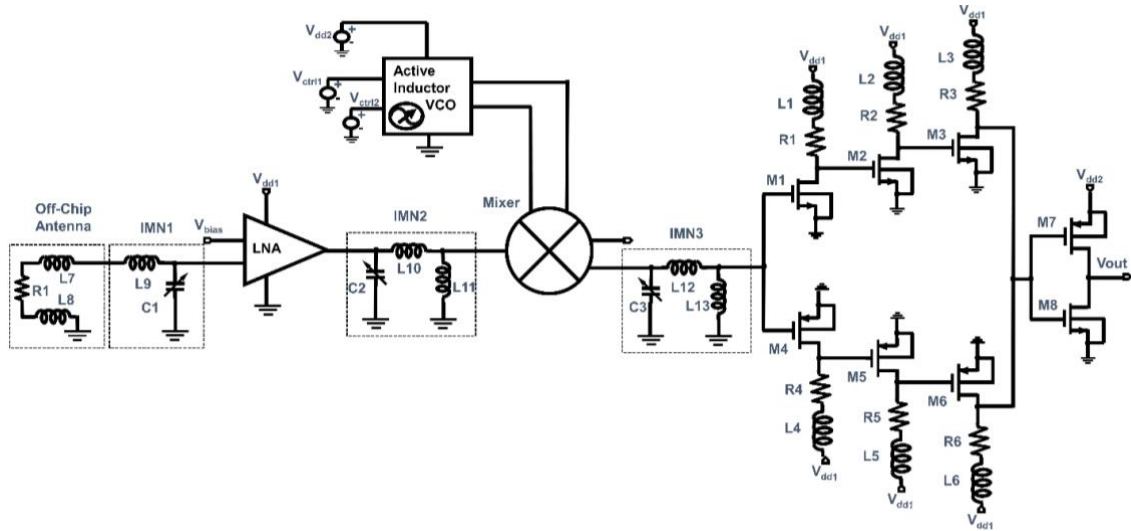 Vdd2
Vctrl1
Vctrl2
Active
Inductor
VCO
Off-Chip
Antenna
L7
R1
L8
IMN1
L9
C1
Vbias
Vdd1
LNA
IMN2
C2
L10
L11
Mixer
IMN3
C3
L12
L13
Vdd1
L1
R1
M1
Vdd1
L2
R2
M2
Vdd1
L3
R3
M3
M4
R4
L4
Vdd1
M5
R5
L5
Vdd1
M6
R6
L6
Vdd1
Vdd2
M7
Vout
M8